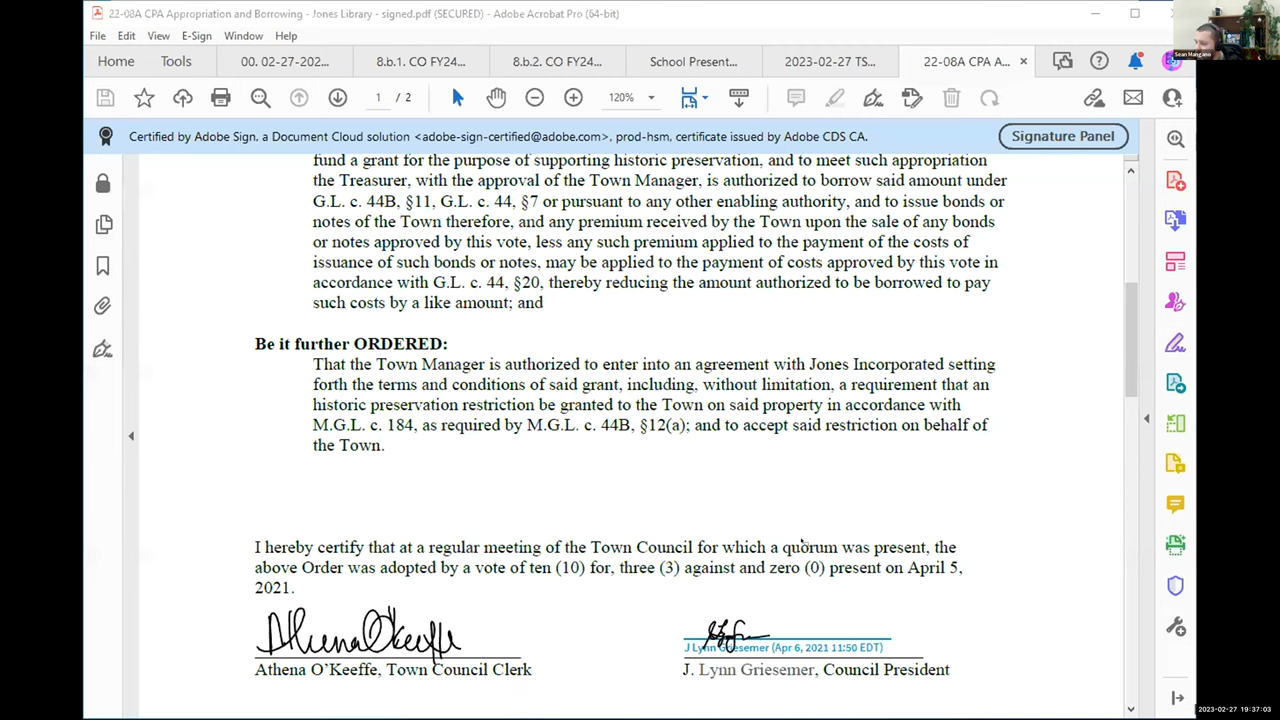 22-08A CPA Appropriation and Borrowing - Jones Library - signed.pdf (SECURED) - Adobe Acrobat Pro (64-bit)
File Edit View E-Sign Window Help
Home Tools 00. 02-27-202... 8.b.1. CO FY24... 8.b.2. CO FY24... School Present... 2023-02-27 TS... 22-08A CPA A... ×
1 / 2 120%
Certified by Adobe Sign, a Document Cloud solution <adobe-sign-certified@adobe.com>, prod-hsm, certificate issued by Adobe CDS CA. Signature Panel
fund a grant for the purpose of supporting historic preservation, and to meet such appropriation
the Treasurer, with the approval of the Town Manager, is authorized to borrow said amount under
G.L. c. 44B, §11, G.L. c. 44, §7 or pursuant to any other enabling authority, and to issue bonds or
notes of the Town therefore, and any premium received by the Town upon the sale of any bonds
or notes approved by this vote, less any such premium applied to the payment of the costs of
issuance of such bonds or notes, may be applied to the payment of costs approved by this vote in
accordance with G.L. c. 44, §20, thereby reducing the amount authorized to be borrowed to pay
such costs by a like amount; and
Be it further ORDERED:
That the Town Manager is authorized to enter into an agreement with Jones Incorporated setting
forth the terms and conditions of said grant, including, without limitation, a requirement that an
historic preservation restriction be granted to the Town on said property in accordance with
M.G.L. c. 184, as required by M.G.L. c. 44B, §12(a); and to accept said restriction on behalf of
the Town.
I hereby certify that at a regular meeting of the Town Council for which a quorum was present, the
above Order was adopted by a vote of ten (10) for, three (3) against and zero (0) present on April 5,
2021.
Athena O'Keeffe
J Lynn Griesemer (Apr 6, 2021 11:50 EDT)
Athena O’Keeffe, Town Council Clerk J. Lynn Griesemer, Council President
Sean Mangano
2023-02-27 19:37:03